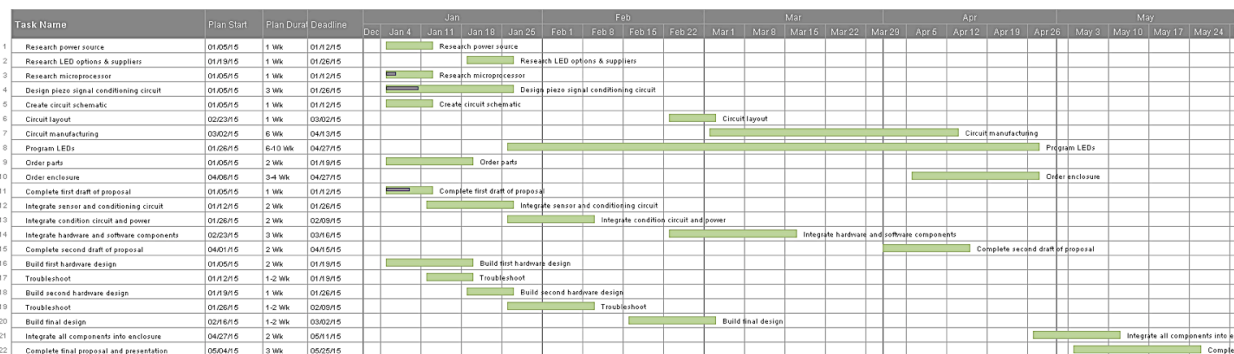 Jan Feb Mar Apr May
Task Name Plan Start Plan Durat Deadline Dec Jan 4 Jan 11 Jan 18 Jan 25 Feb 1 Feb 8 Feb 15 Feb 22 Mar 1 Mar 8 Mar 15 Mar 22 Mar 29 Apr 5 Apr 12 Apr 19 Apr 26 May 3 May 10 May 17 May 24
1 Research power source 01/05/15 1 Wk 01/12/15 Research power source
2 Research LED options & suppliers 01/19/15 1 Wk 01/26/15 Research LED options & suppliers
3 Research microprocessor 01/05/15 1 Wk 01/12/15 Research microprocessor
4 Design piezo signal conditioning circuit 01/05/15 3 Wk 01/26/15 Design piezo signal conditioning circuit
5 Create circuit schematic 01/05/15 1 Wk 01/12/15 Create circuit schematic
6 Circuit layout 02/23/15 1 Wk 03/02/15 Circuit layout
7 Circuit manufacturing 03/02/15 6 Wk 04/13/15 Circuit manufacturing
8 Program LEDs 01/26/15 6-10 Wk 04/27/15 Program LEDs
9 Order parts 01/05/15 2 Wk 01/19/15 Order parts
10 Order enclosure 04/06/15 3-4 Wk 04/27/15 Order enclosure
11 Complete first draft of proposal 01/05/15 1 Wk 01/12/15 Complete first draft of proposal
12 Integrate sensor and conditioning circuit 01/12/15 2 Wk 01/26/15 Integrate sensor and conditioning circuit
13 Integrate condition circuit and power 01/26/15 2 Wk 02/09/15 Integrate condition circuit and power
14 Integrate hardware and software components 02/23/15 3 Wk 03/16/15 Integrate hardware and software components
15 Complete second draft of proposal 04/01/15 2 Wk 04/15/15 Complete second draft of proposal
16 Build first hardware design 01/05/15 2 Wk 01/19/15 Build first hardware design
17 Troubleshoot 01/12/15 1-2 Wk 01/19/15 Troubleshoot
18 Build second hardware design 01/19/15 1 Wk 01/26/15 Build second hardware design
19 Troubleshoot 01/26/15 1-2 Wk 02/09/15 Troubleshoot
20 Build final design 02/16/15 1-2 Wk 03/02/15 Build final design
21 Integrate all components into enclosure 04/27/15 2 Wk 05/11/15 Integrate all components into e
22 Complete final proposal and presentation 05/04/15 3 Wk 05/25/15 Comple